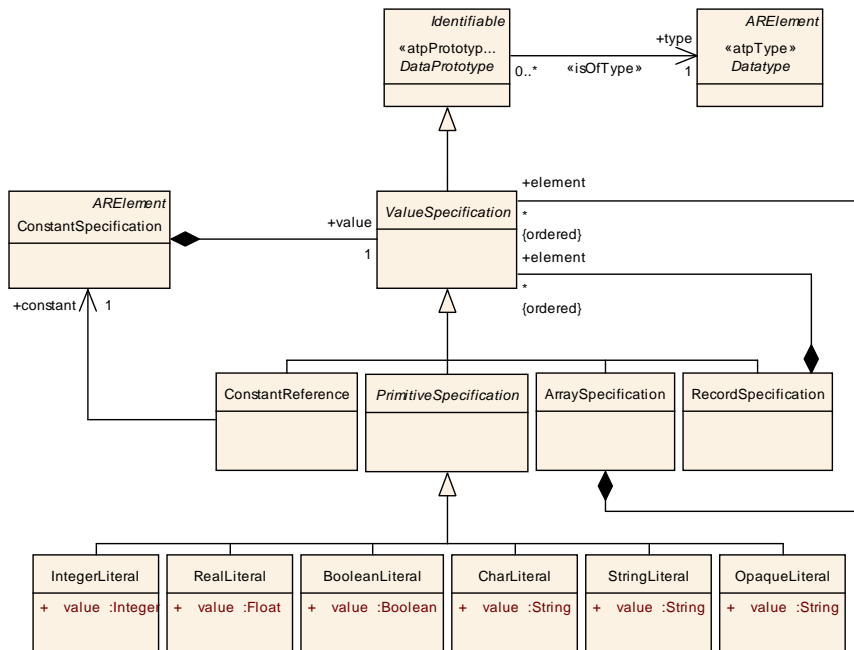 Identifiable
«atpPrototyp...
DataPrototype
+type
0..*
«isOfType»
1
ARElement
«atpType»
Datatype
ARElement
ConstantSpecification
+value
1
ValueSpecification
+element
*
{ordered}
+element
*
{ordered}
+constant
1
ConstantReference
PrimitiveSpecification
ArraySpecification
RecordSpecification
IntegerLiteral
+ value :Integer
RealLiteral
+ value :Float
BooleanLiteral
+ value :Boolean
CharLiteral
+ value :String
StringLiteral
+ value :String
OpaqueLiteral
+ value :String